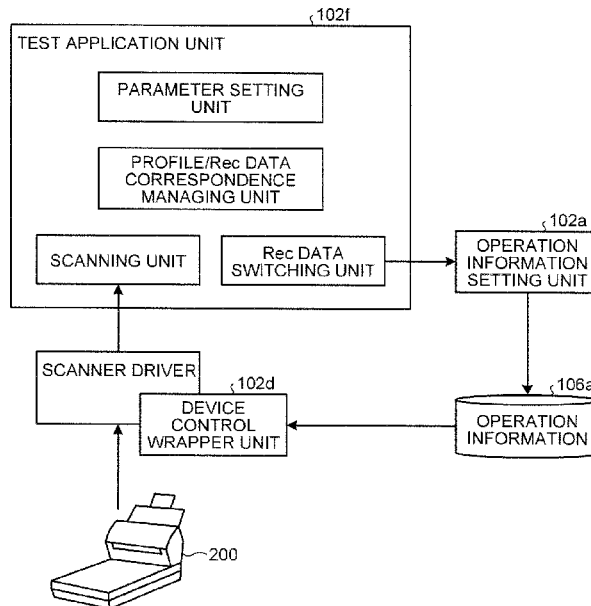 102f
TEST APPLICATION UNIT
PARAMETER SETTING
UNIT
PROFILE/Rec DATA
CORRESPONDENCE
MANAGING UNIT
102a
SCANNING UNIT
Rec DATA
SWITCHING UNIT
OPERATION
INFORMATION
SETTING UNIT
SCANNER DRIVER
102d
106a
DEVICE
CONTROL
WRAPPER UNIT
OPERATION
INFORMATION
200